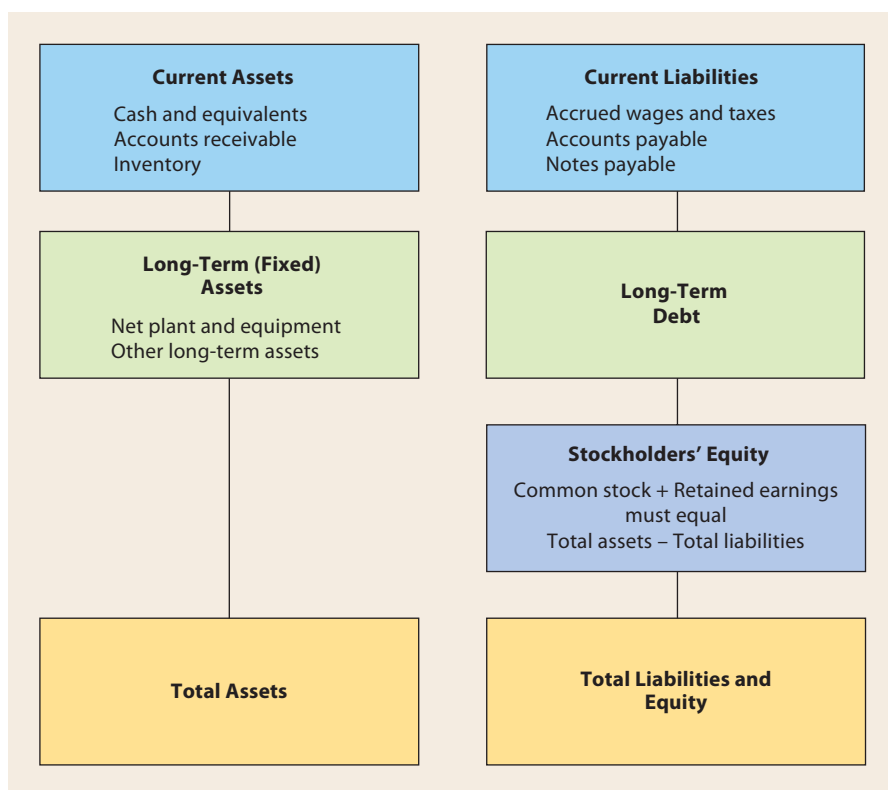 Current Assets
Cash and equivalents
Accounts receivable
Inventory
Long-Term (Fixed)
Assets
Net plant and equipment
Other long-term assets
Total Assets
Current Liabilities
Accrued wages and taxes
Accounts payable
Notes payable
Long-Term
Debt
Stockholders’ Equity
Common stock + Retained earnings
must equal
Total assets – Total liabilities
Total Liabilities and
Equity